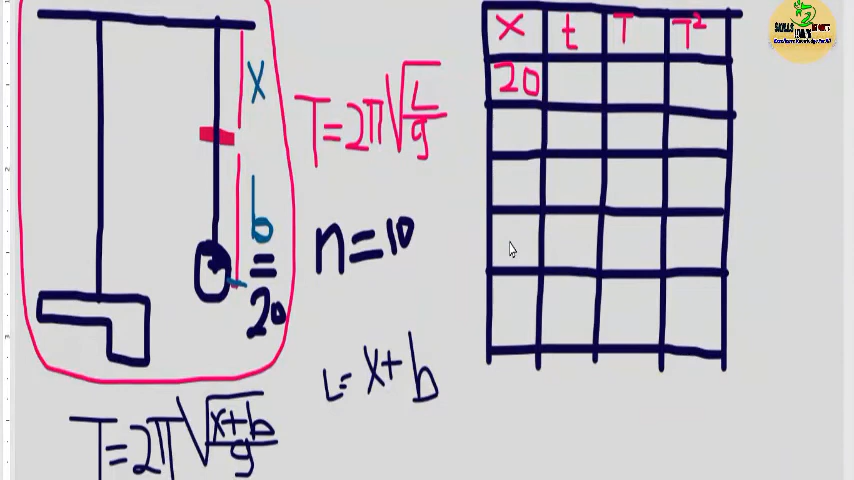 x
b
=
20
T=2π√L/g
n=10
L=x+b
T=2π√x+b/g
x t T T²
20